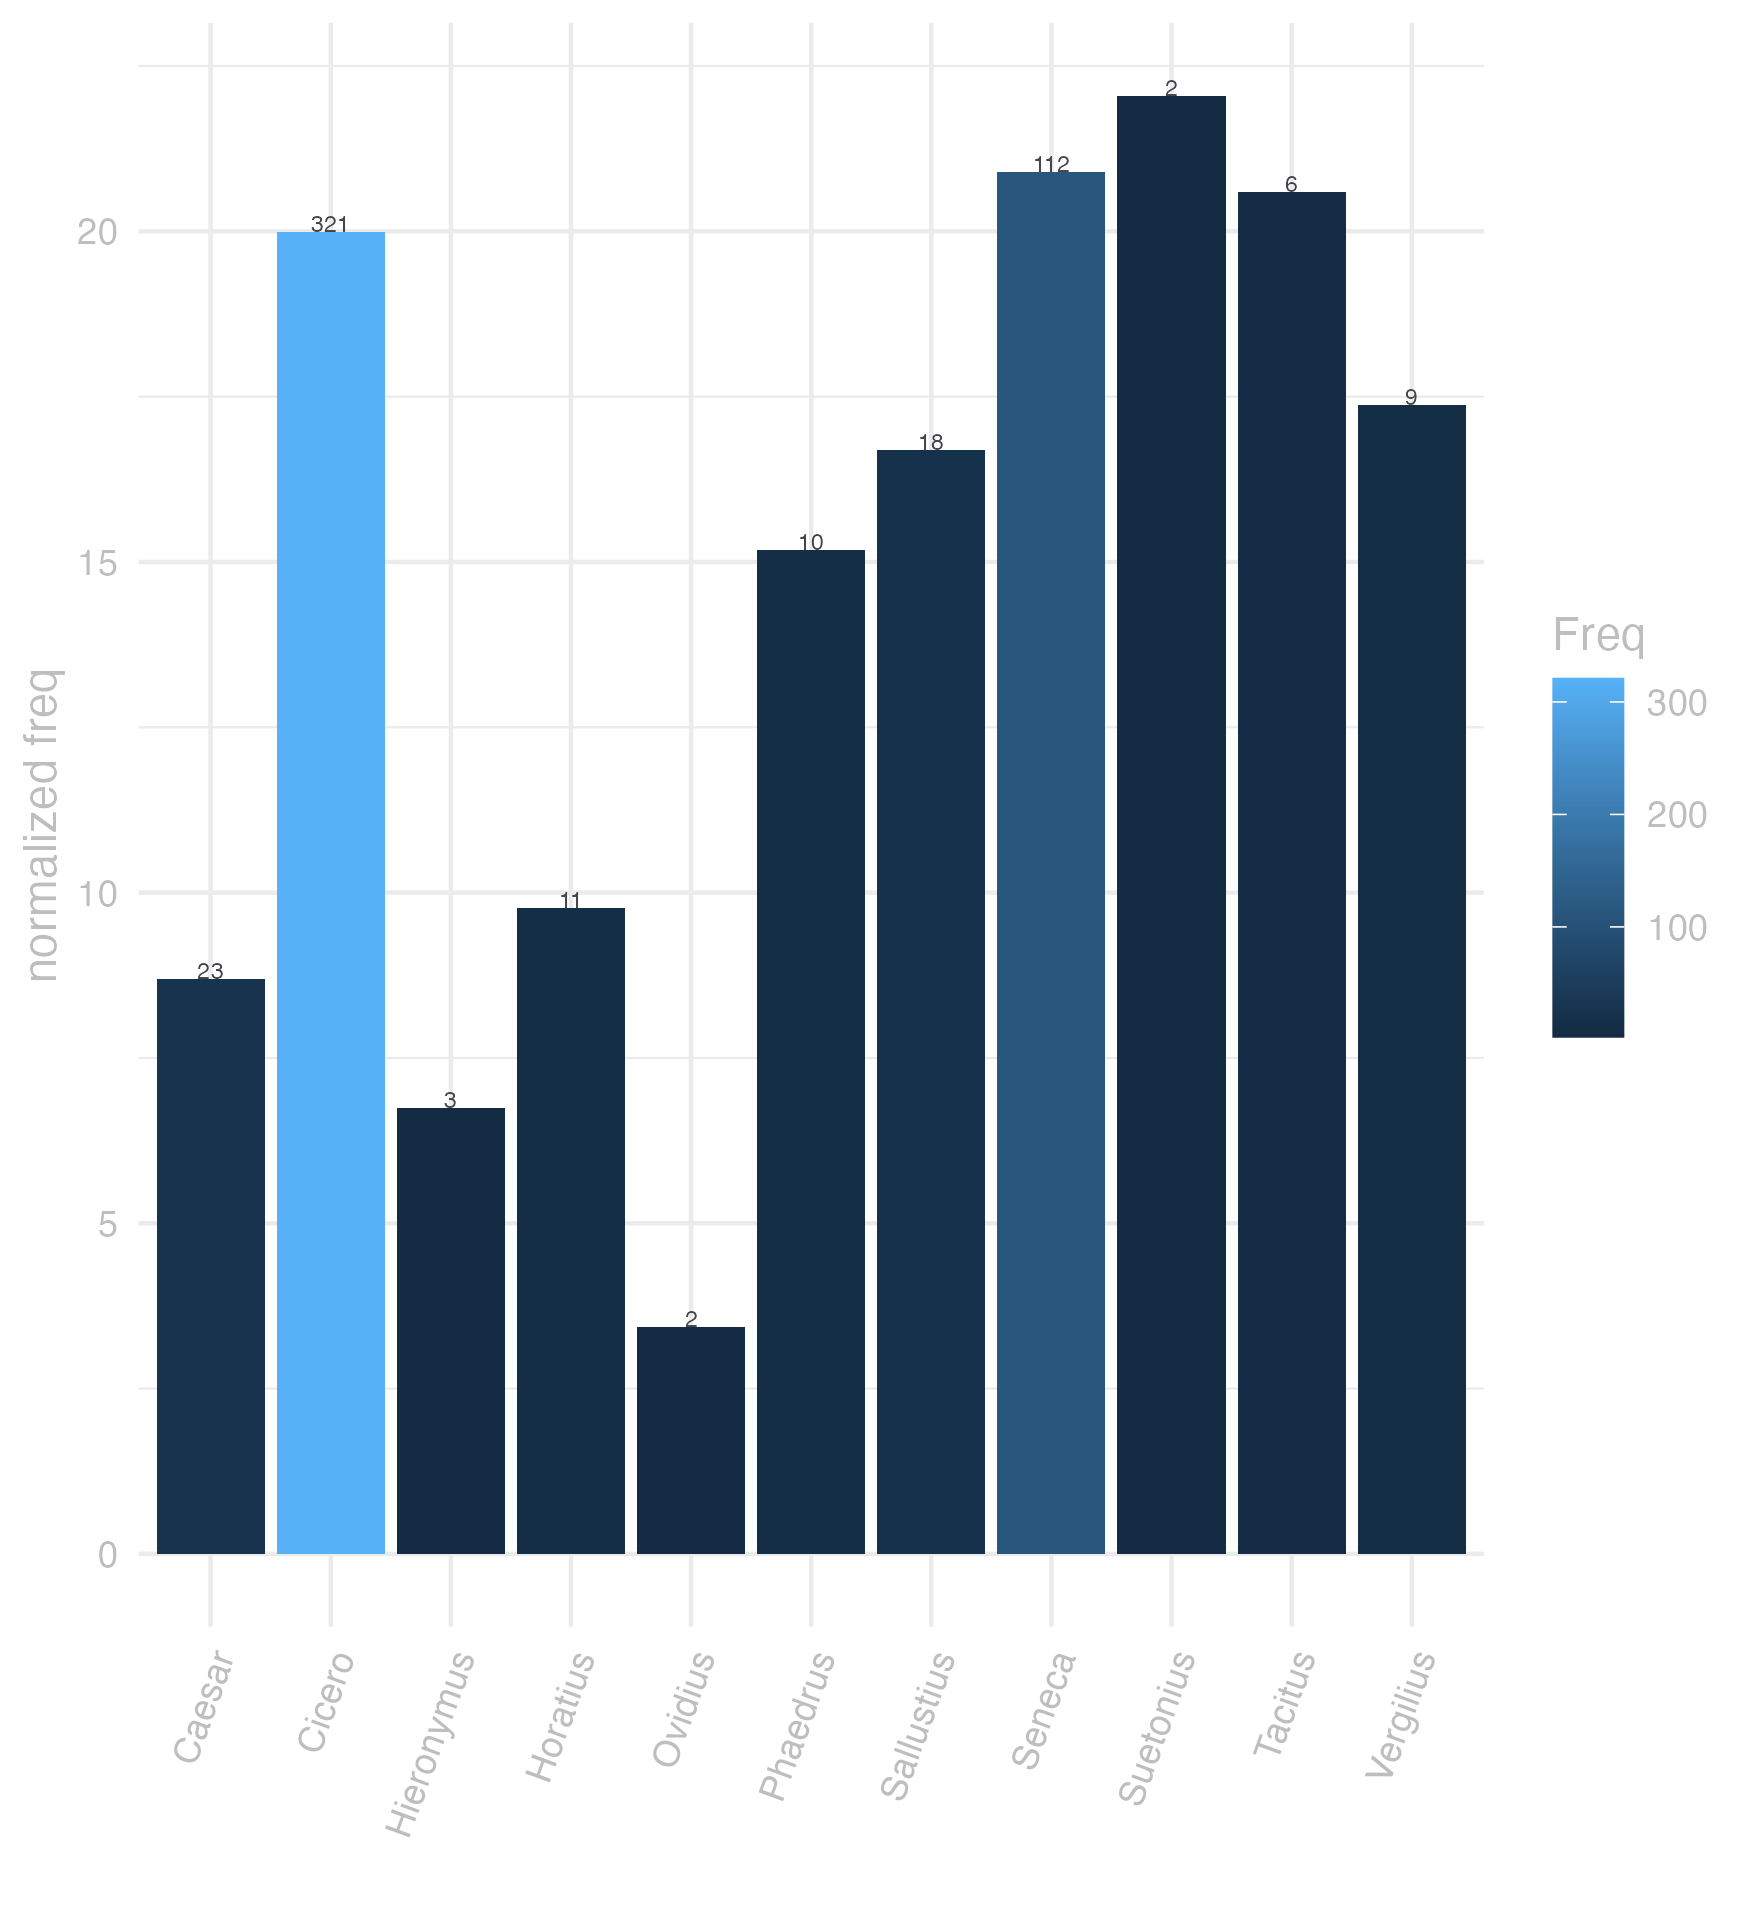 2
112
6
321
20
9
18
10
15
Freq
300
normalized freq
200
11
10
100
23
3
5
2
0
Caesar
Cicero
Hieronymus
Horatius
Ovidius
Phaedrus
Sallustius
Seneca
Suetonius
Tacitus
Vergilius